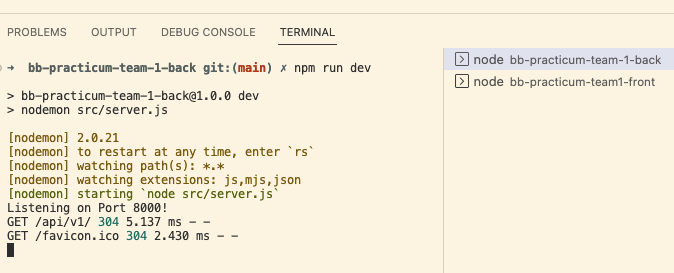 PROBLEMS OUTPUT DEBUG CONSOLE TERMINAL
➜ bb-practicum-team-1-back git:(main) ✗ npm run dev
> bb-practicum-team-1-back@1.0.0 dev
> nodemon src/server.js
[nodemon] 2.0.21
[nodemon] to restart at any time, enter `rs`
[nodemon] watching path(s): *.*
[nodemon] watching extensions: js,mjs,json
[nodemon] starting `node src/server.js`
Listening on Port 8000!
GET /api/v1/ 304 5.137 ms - -
GET /favicon.ico 304 2.430 ms - -
node bb-practicum-team-1-back
node bb-practicum-team1-front